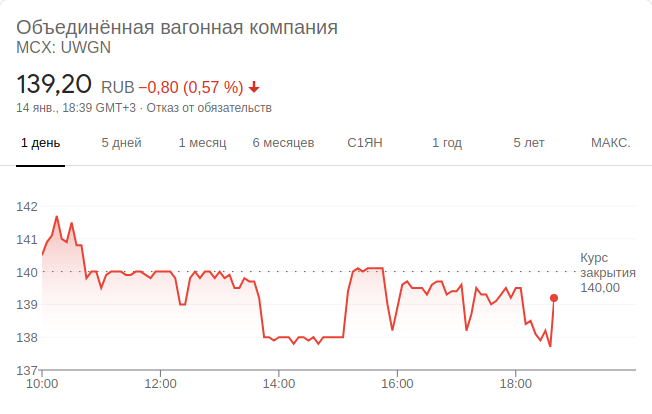 Объединённая вагонная компания
MCX: UWGN
139,20 RUB −0,80 (0,57 %)
14 янв., 18:39 GMT+3 · Отказ от обязательств
1 день 5 дней 1 месяц 6 месяцев С1ЯН 1 год 5 лет МАКС.
142
141
140
139
138
137
Курс
закрытия
140,00
10:00 12:00 14:00 16:00 18:00